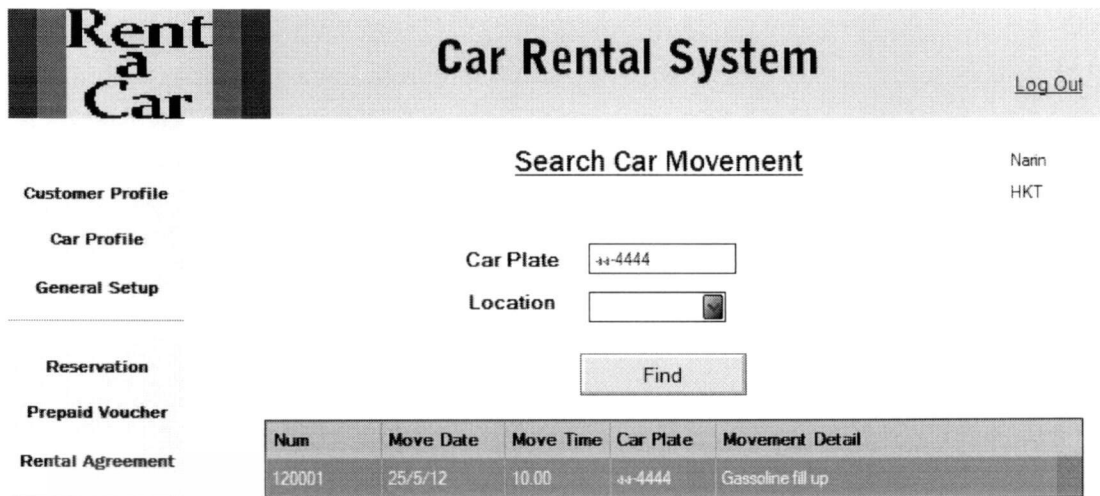 Rent
a
Car
Car Rental System
Log Out
Search Car Movement
Narin
HKT
Customer Profile
Car Profile
General Setup
Reservation
Prepaid Voucher
Rental Agreement
Car Plate
-4444
Location
Find
Num Move Date Move Time Car Plate Movement Detail
120001 25/5/12 10.00 -4444 Gassoline fill up